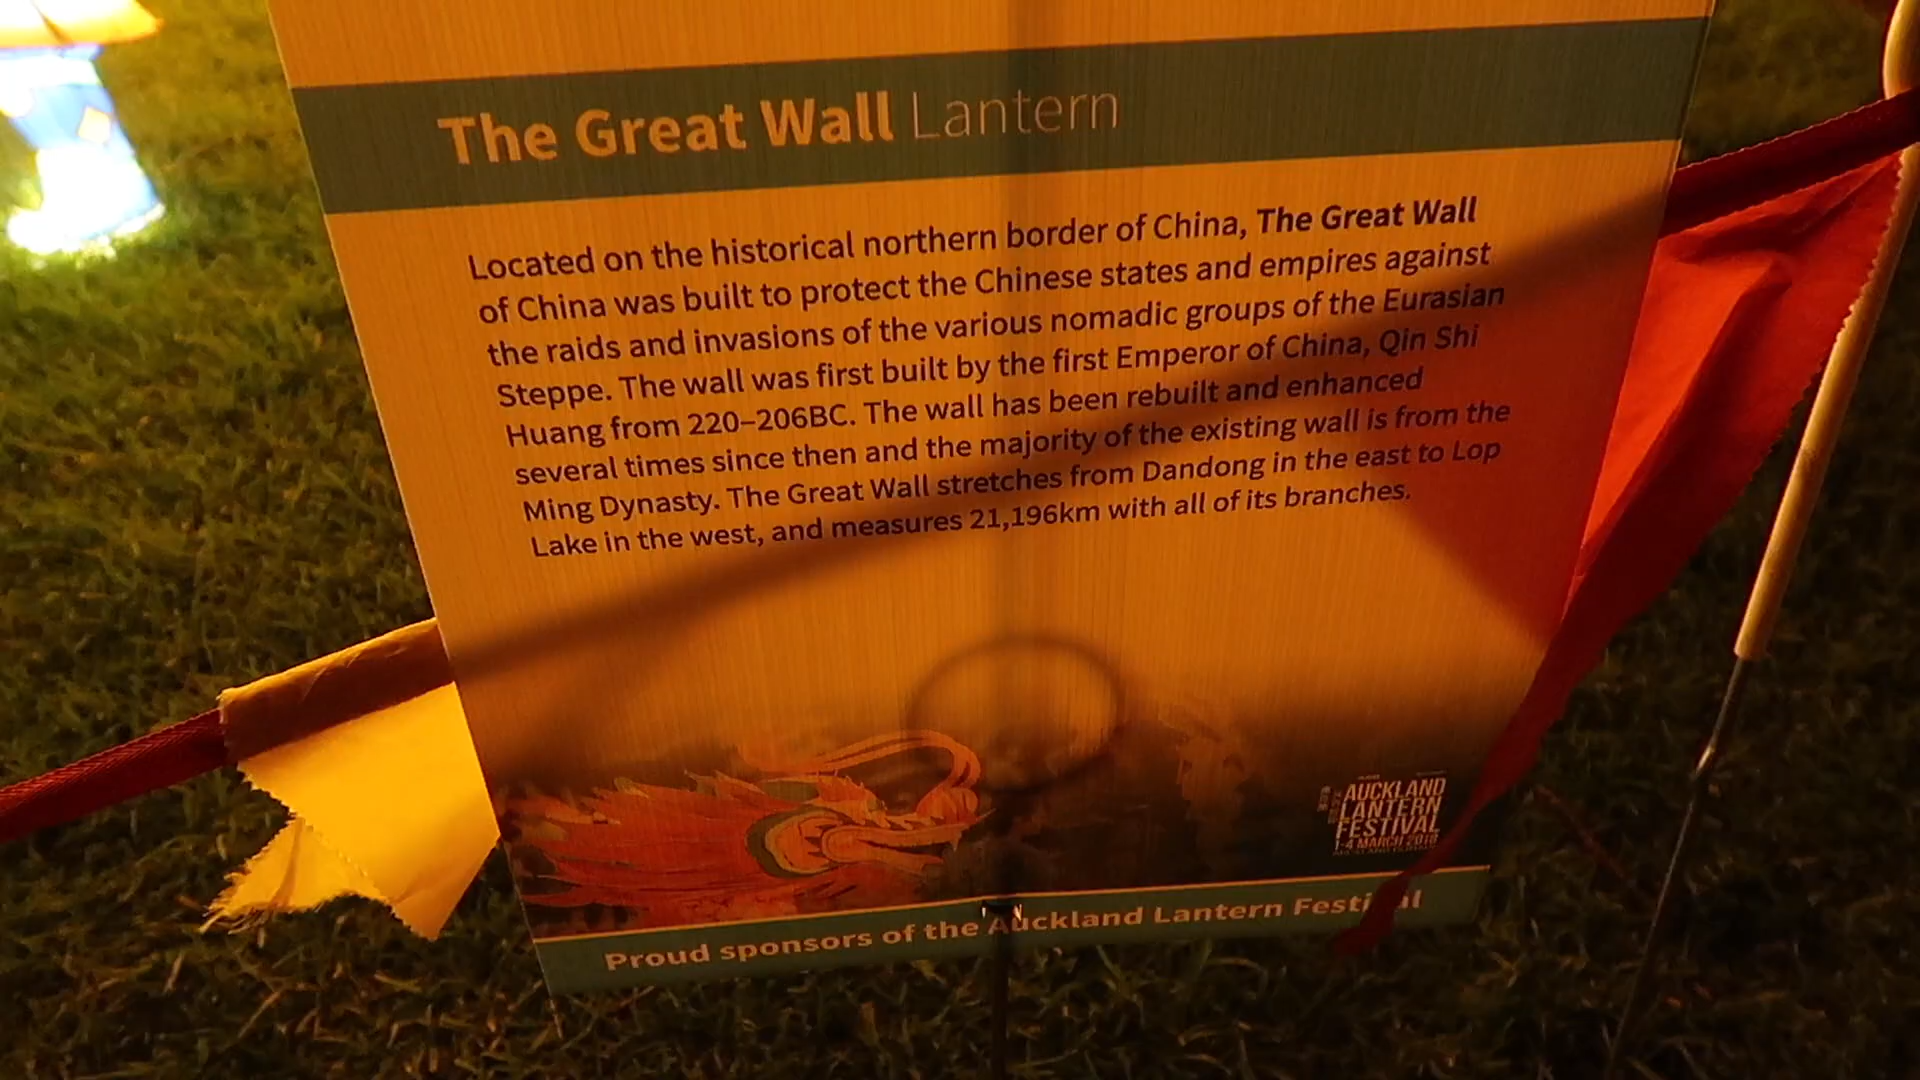 The Great Wall Lantern
Located on the historical northern border of China, The Great Wall
of China was built to protect the Chinese states and empires against
the raids and invasions of the various nomadic groups of the Eurasian
Steppe. The wall was first built by the first Emperor of China, Qin Shi
Huang from 220–206BC. The wall has been rebuilt and enhanced
several times since then and the majority of the existing wall is from the
Ming Dynasty. The Great Wall stretches from Dandong in the east to Lop
Lake in the west, and measures 21,196km with all of its branches.
AUCKLAND
LANTERN
FESTIVAL
1-4 MARCH 2018
Proud sponsors of the Auckland Lantern Festival